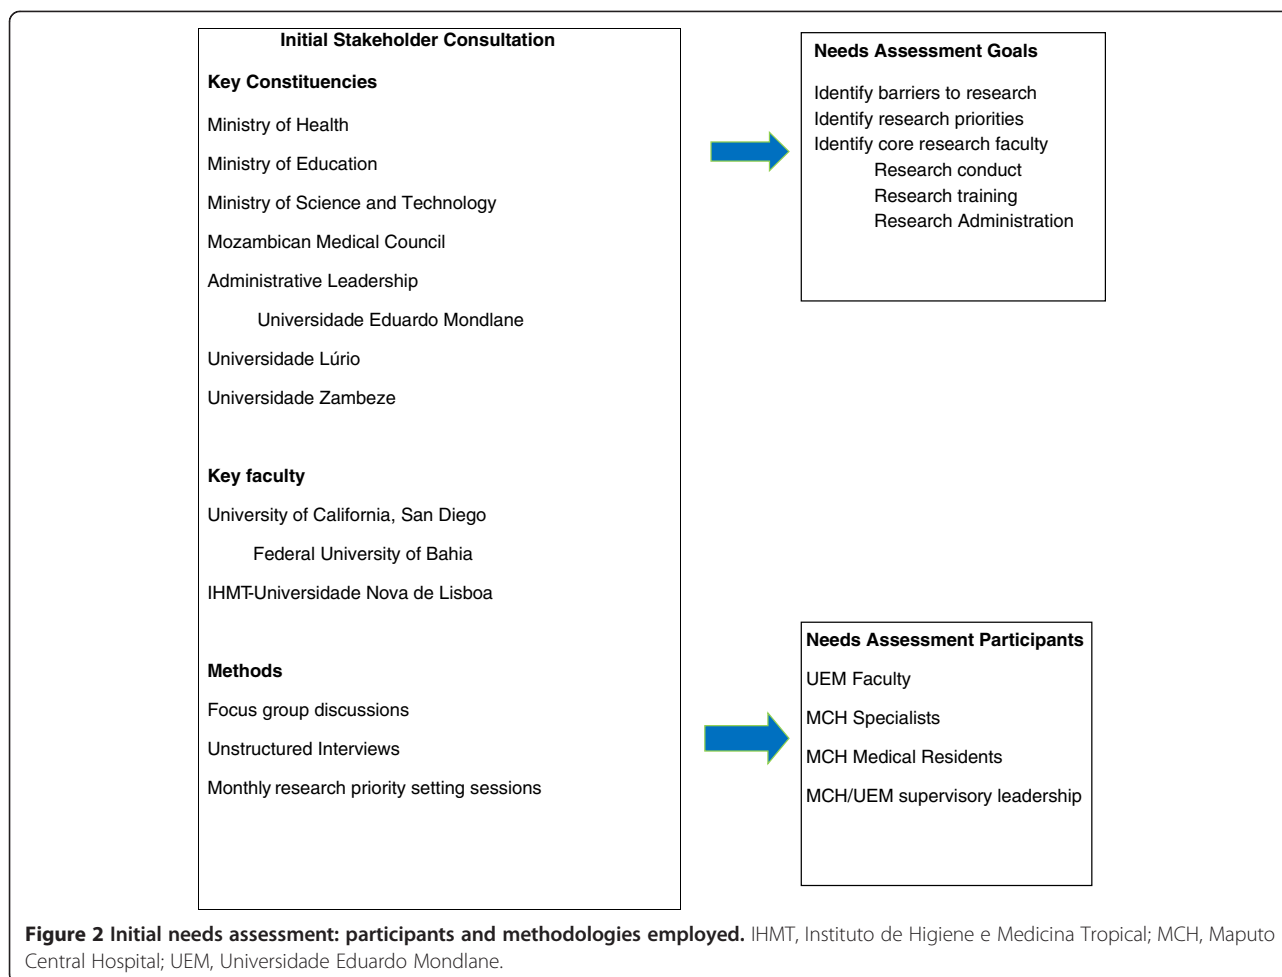 Initial Stakeholder Consultation
Key Constituencies
Ministry of Health
Ministry of Education
Ministry of Science and Technology
Mozambican Medical Council
Administrative Leadership
Universidade Eduardo Mondlane
Universidade Lúrio
Universidade Zambeze
Key faculty
University of California, San Diego
Federal University of Bahia
IHMT-Universidade Nova de Lisboa
Methods
Focus group discussions
Unstructured Interviews
Monthly research priority setting sessions
Needs Assessment Goals
Identify barriers to research
Identify research priorities
Identify core research faculty
Research conduct
Research training
Research Administration
Needs Assessment Participants
UEM Faculty
MCH Specialists
MCH Medical Residents
MCH/UEM supervisory leadership
Figure 2 Initial needs assessment: participants and methodologies employed. IHMT, Instituto de Higiene e Medicina Tropical; MCH, Maputo
Central Hospital; UEM, Universidade Eduardo Mondlane.